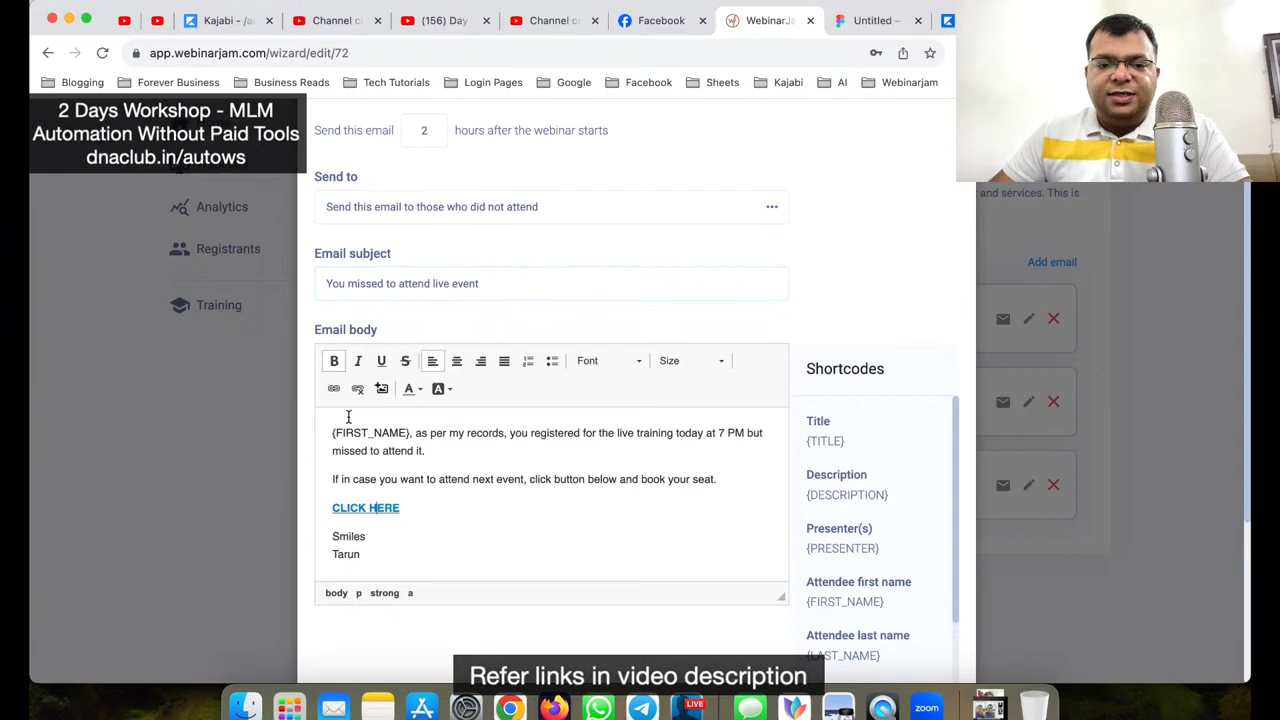 Kajabi - /a
Channel c
(156) Day
Channel c
Facebook
WebinarJa
Untitled –
app.webinarjam.com/wizard/edit/72
Blogging
Forever Business
Business Reads
Tech Tutorials
Login Pages
Google
Facebook
Sheets
Kajabi
AI
Webinarjam
2 Days Workshop - MLM
Automation Without Paid Tools
dnaclub.in/autows
Send this email 2 hours after the webinar starts
Send to
Send this email to those who did not attend
and services. This is
Analytics
Registrants
Training
Email subject
You missed to attend live event
Add email
Email body
B I U S
Font
Size
A
A
{FIRST_NAME}, as per my records, you registered for the live training today at 7 PM but
missed to attend it.
If in case you want to attend next event, click button below and book your seat.
CLICK HERE
Smiles
Tarun
body p strong a
Shortcodes
Title
{TITLE}
Description
{DESCRIPTION}
Presenter(s)
{PRESENTER}
Attendee first name
{FIRST_NAME}
Attendee last name
{LAST_NAME}
Refer links in video description
LIVE
zoom